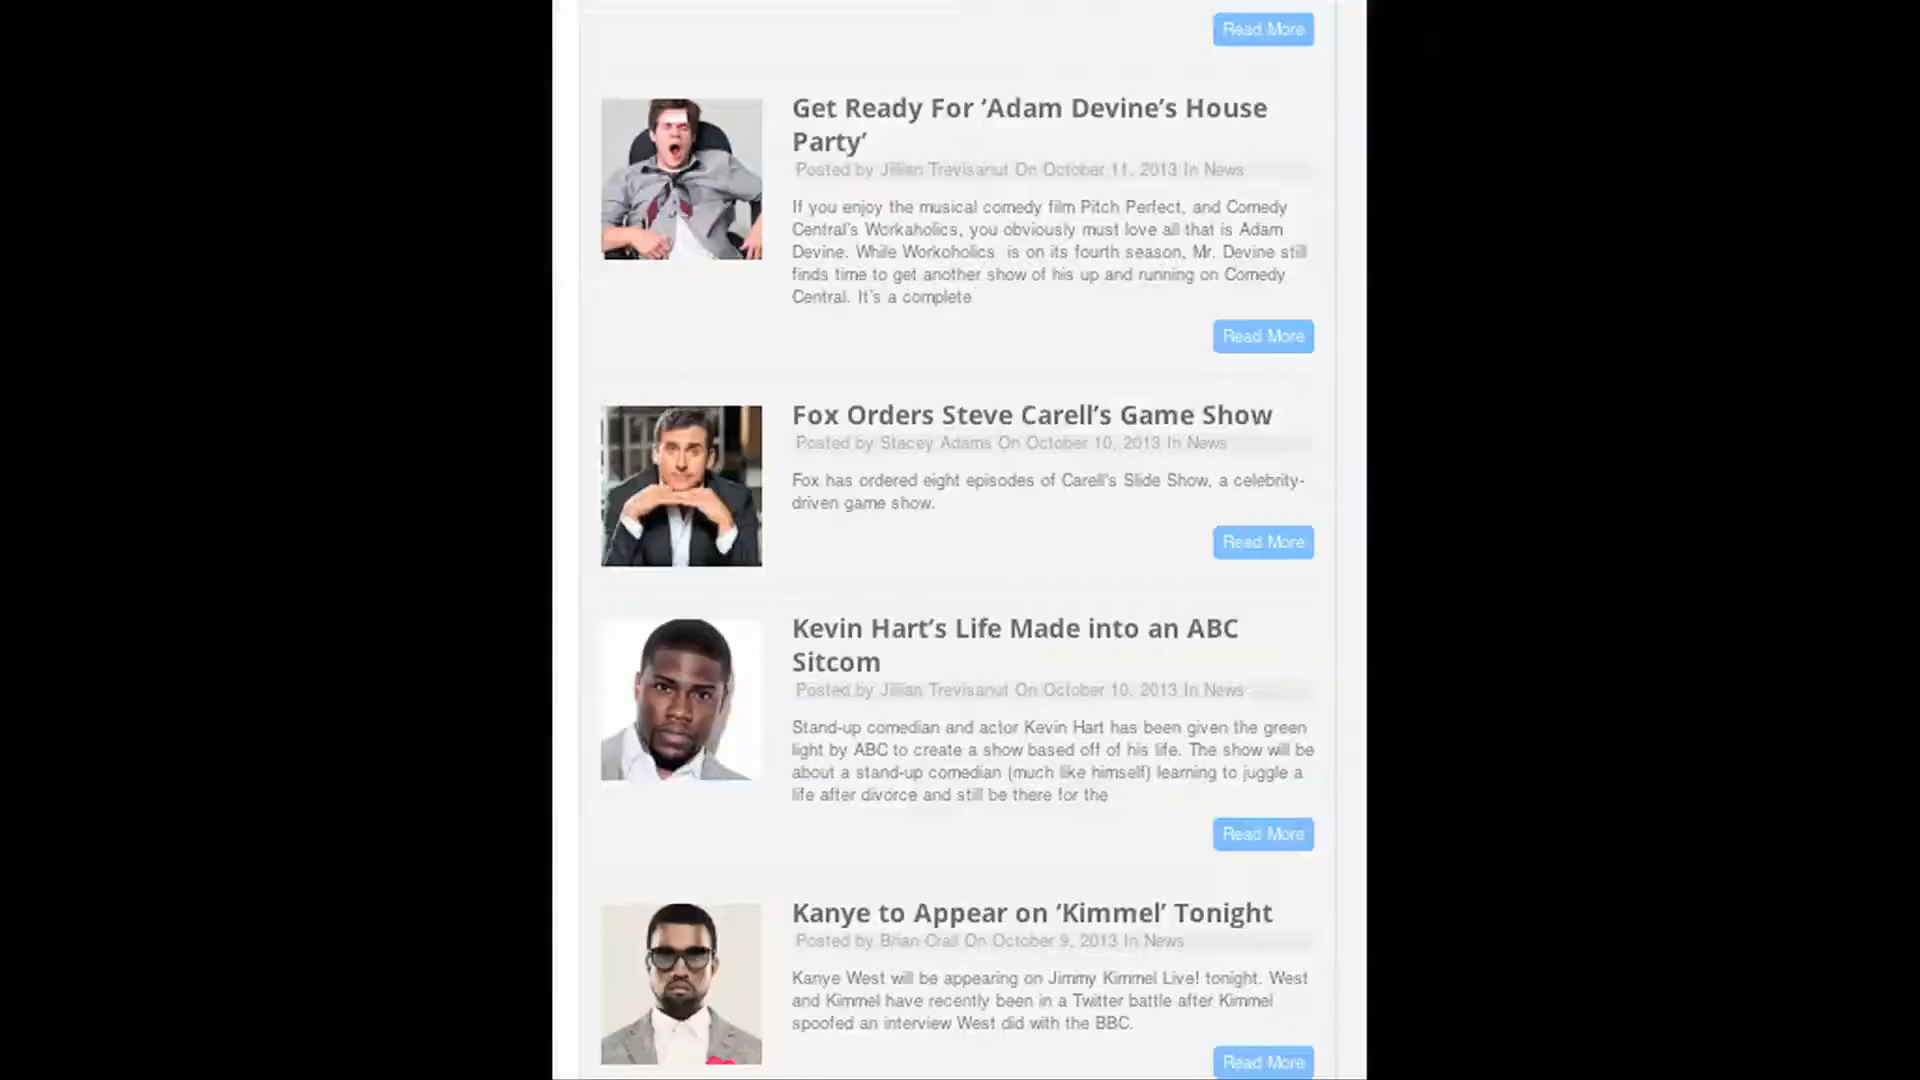 Read More
Get Ready For ‘Adam Devine’s House
Party’
Posted by Jillian Trevisanut On October 11, 2013 In News
If you enjoy the musical comedy film Pitch Perfect, and Comedy
Central's Workaholics, you obviously must love all that is Adam
Devine. While Workoholics is on its fourth season, Mr. Devine still
finds time to get another show of his up and running on Comedy
Central. It's a complete
Read More
Fox Orders Steve Carell’s Game Show
Posted by Stacey Adams On October 10, 2013 In News
Fox has ordered eight episodes of Carell's Slide Show, a celebrity-
driven game show.
Read More
Kevin Hart’s Life Made into an ABC
Sitcom
Posted by Jillian Trevisanut On October 10, 2013 In News
Stand-up comedian and actor Kevin Hart has been given the green
light by ABC to create a show based off of his life. The show will be
about a stand-up comedian (much like himself) learning to juggle a
life after divorce and still be there for the
Read More
Kanye to Appear on ‘Kimmel’ Tonight
Posted by Brian Crall On October 9, 2013 In News
Kanye West will be appearing on Jimmy Kimmel Live! tonight. West
and Kimmel have recently been in a Twitter battle after Kimmel
spoofed an interview West did with the BBC.
Read More